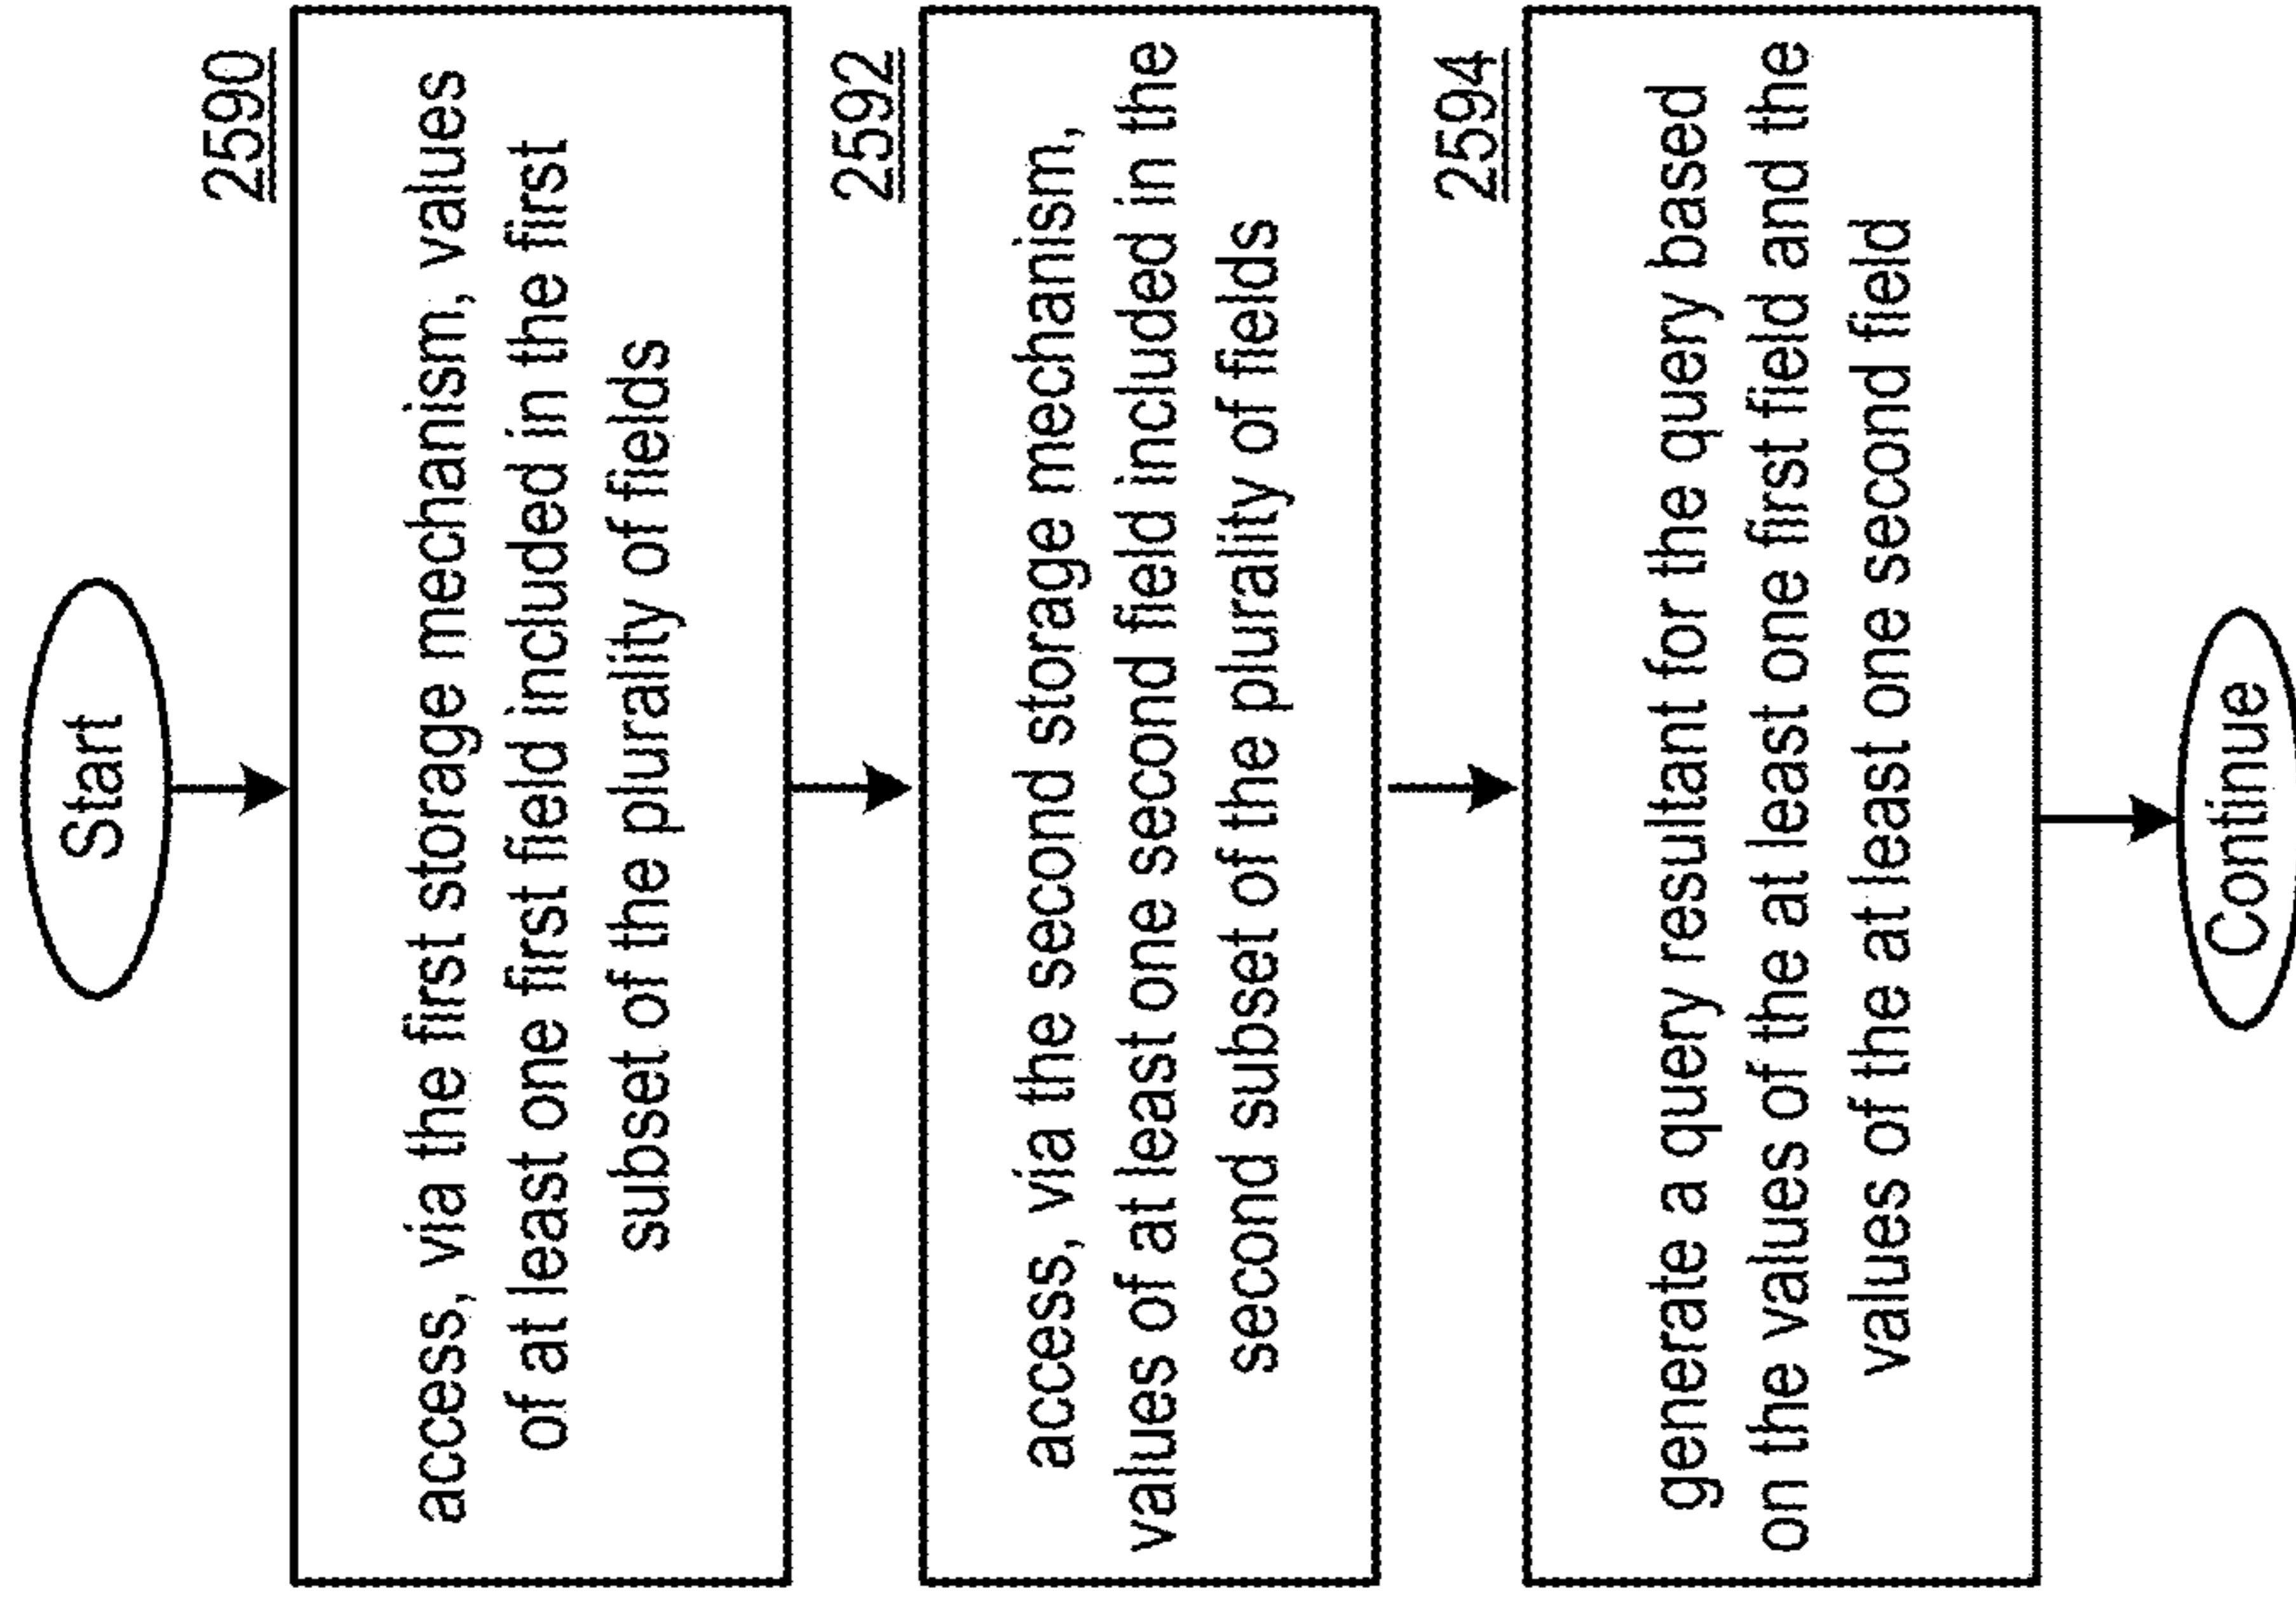 Start
2590
access, via the first storage mechanism, values
of at least one first field included in the first
subset of the plurality of fields
2592
access, via the second storage mechanism,
values of at least one second field included in the
second subset of the plurality of fields
2594
generate a query resultant for the query based
on the values of the at least one first field and the
values of the at least one second field
Continue